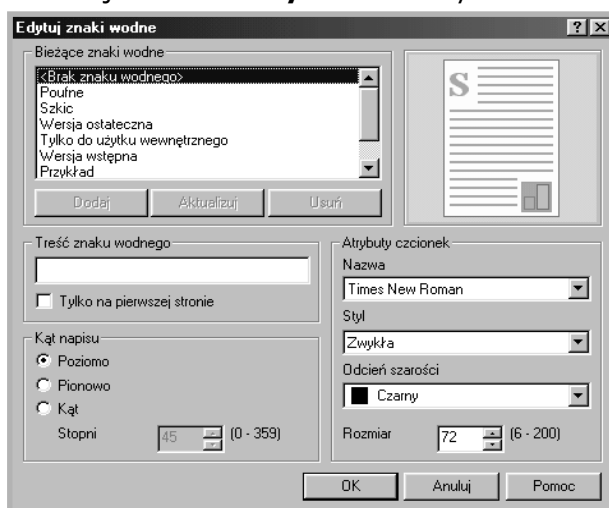 Edytuj znaki wodne
Bieżące znaki wodne
<Brak znaku wodnego>
Poufne
Szkic
Wersja ostateczna
Tylko do użytku wewnętrznego
Wersja wstępna
Przykład
Dodaj Aktualizuj Usuń
S
Treść znaku wodnego
Tylko na pierwszej stronie
Kąt napisu
Poziomo
Pionowo
Kąt
Stopni 45 (0 - 359)
Atrybuty czcionek
Nazwa
Times New Roman
Styl
Zwykła
Odcień szarości
Czarny
Rozmiar 72 (6 - 200)
OK Anuluj Pomoc